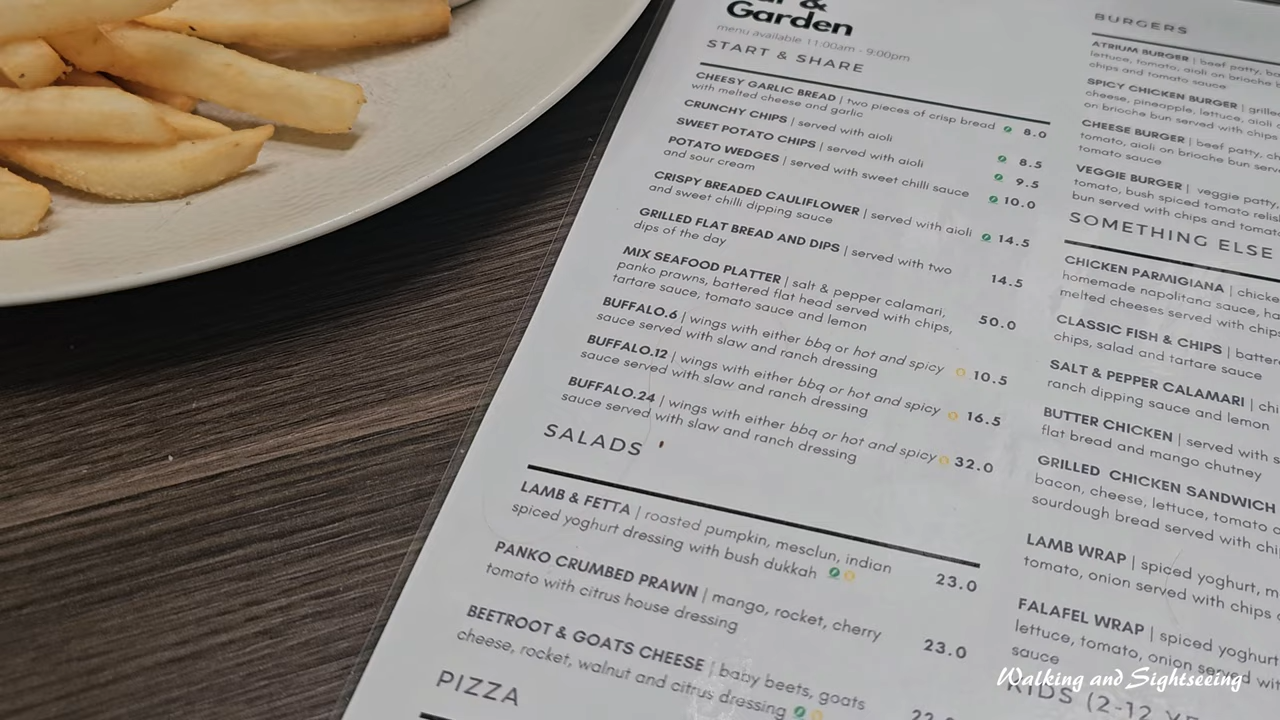 Garden
menu available 11:00am - 9:00pm
START & SHARE
CHEESY GARLIC BREAD | two pieces of crisp bread 8.0
with melted cheese and garlic
CRUNCHY CHIPS | served with aioli 8.5
SWEET POTATO CHIPS | served with aioli 9.5
POTATO WEDGES | served with sweet chilli sauce 10.0
and sour cream
CRISPY BREADED CAULIFLOWER | served with aioli 14.5
and sweet chilli dipping sauce
GRILLED FLAT BREAD AND DIPS | served with two 14.5
dips of the day
MIX SEAFOOD PLATTER | salt & pepper calamari,
panko prawns, battered flat head served with chips, 50.0
tartare sauce, tomato sauce and lemon
BUFFALO.6 | wings with either bbq or hot and spicy 10.5
sauce served with slaw and ranch dressing
BUFFALO.12 | wings with either bbq or hot and spicy 16.5
sauce served with slaw and ranch dressing
BUFFALO.24 | wings with either bbq or hot and spicy 32.0
sauce served with slaw and ranch dressing
SALADS
LAMB & FETTA | roasted pumpkin, mesclun, indian 23.0
spiced yoghurt dressing with bush dukkah
PANKO CRUMBED PRAWN | mango, rocket, cherry 23.0
tomato with citrus house dressing
BEETROOT & GOATS CHEESE | baby beets, goats
cheese, rocket, walnut and citrus dressing
PIZZA
BURGERS
ATRIUM BURGER | beef patty,
lettuce, tomato, aioli on brioche
chips and tomato sauce
SPICY CHICKEN BURGER |
cheese, pineapple, lettuce, aioli
on brioche bun served with chips
CHEESE BURGER | beef patty,
tomato, aioli on brioche bun
tomato sauce
VEGGIE BURGER | veggie patty,
tomato, bush spiced tomato
bun served with chips and
SOMETHING ELSE
CHICKEN PARMIGIANA |
homemade napolitana sauce,
melted cheeses served with
CLASSIC FISH & CHIPS |
chips, salad and tartare sauce
SALT & PEPPER CALAMARI |
ranch dipping sauce and lemon
BUTTER CHICKEN | served with
flat bread and mango chutney
GRILLED CHICKEN SANDWICH
bacon, cheese, lettuce, tomato
sourdough bread served with
LAMB WRAP | spiced yoghurt,
tomato, onion served with chips
FALAFEL WRAP | spiced yoghurt
lettuce, tomato, onion served with
sauce
KIDS (2-12
Walking and Sightseeing